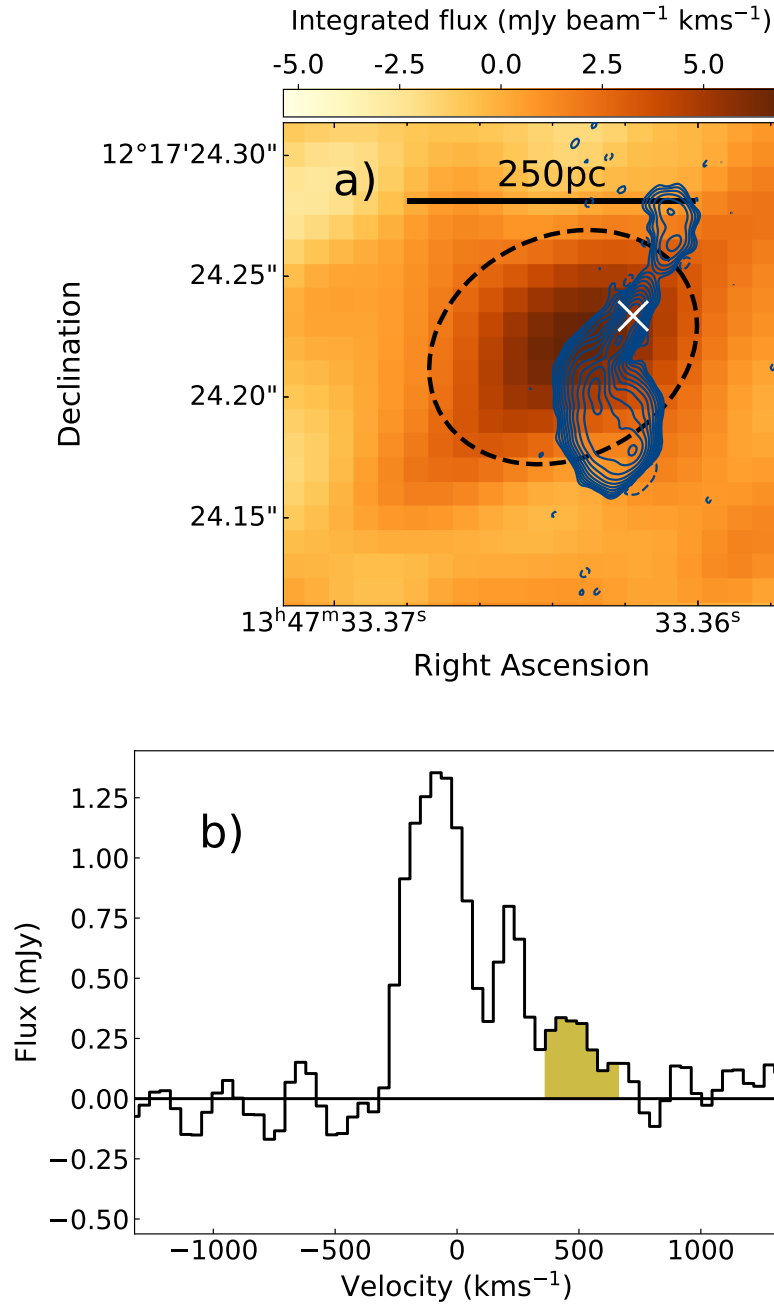 Integrated flux (mJy beam⁻¹ kms⁻¹)
-5.0 -2.5 0.0 2.5 5.0
a)
250pc
12°17'24.30"
24.25"
24.20"
24.15"
Declination
13ʰ47ᵐ33.37ˢ 33.36ˢ
Right Ascension
b)
1.25
1.00
0.75
0.50
0.25
0.00
−0.25
−0.50
Flux (mJy)
−1000 −500 0 500 1000
Velocity (kms⁻¹)